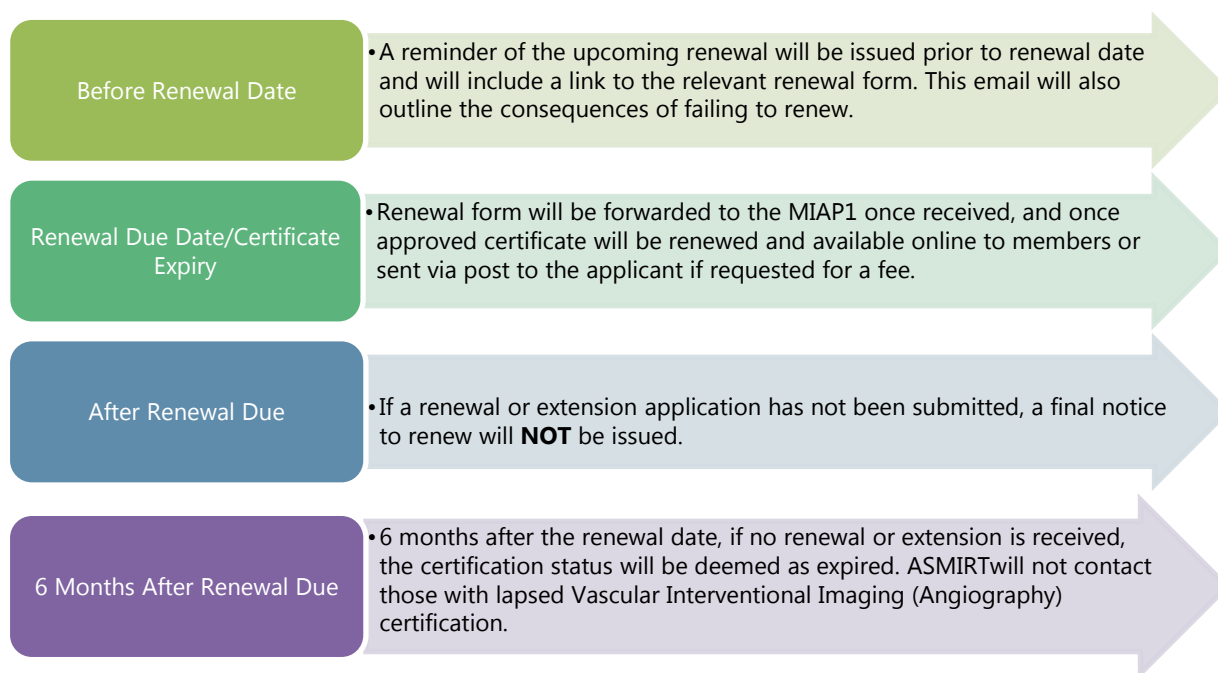 Before Renewal Date
•A reminder of the upcoming renewal will be issued prior to renewal date
and will include a link to the relevant renewal form. This email will also
outline the consequences of failing to renew.
Renewal Due Date/Certificate
Expiry
•Renewal form will be forwarded to the MIAP1 once received, and once
approved certificate will be renewed and available online to members or
sent via post to the applicant if requested for a fee.
After Renewal Due
•If a renewal or extension application has not been submitted, a final notice
to renew will NOT be issued.
6 Months After Renewal Due
•6 months after the renewal date, if no renewal or extension is received,
the certification status will be deemed as expired. ASMIRTwill not contact
those with lapsed Vascular Interventional Imaging (Angiography)
certification.